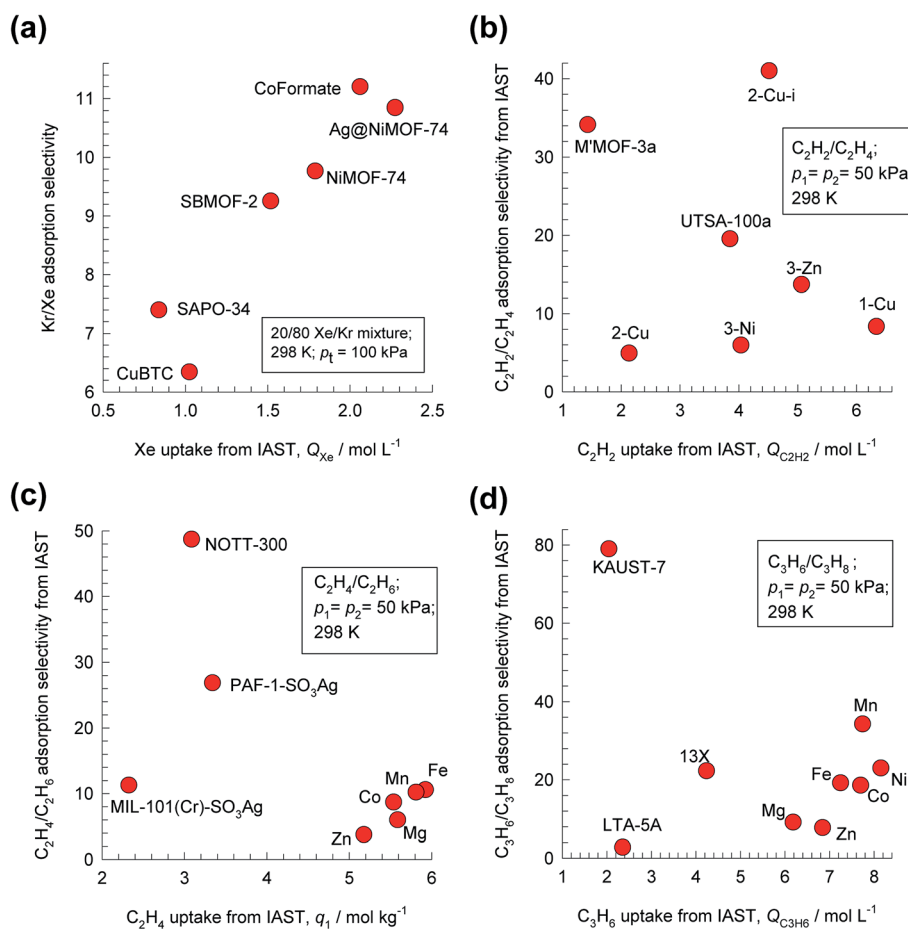 (a)
Kr/Xe adsorption selectivity
11
10
9
8
7
6
CoFormate
Ag@NiMOF-74
NiMOF-74
SBMOF-2
SAPO-34
CuBTC
20/80 Xe/Kr mixture;
298 K; pt = 100 kPa
0.5 1.0 1.5 2.0 2.5
Xe uptake from IAST, QXe / mol L-1
(b)
C2H2/C2H4 adsorption selectivity from IAST
40
30
20
10
0
2-Cu-i
M'MOF-3a
C2H2/C2H4;
p1= p2= 50 kPa
298 K
UTSA-100a
3-Zn
1-Cu
3-Ni
2-Cu
1 2 3 4 5 6
C2H2 uptake from IAST, QC2H2 / mol L-1
(c)
C2H4/C2H6 adsorption selectivity from IAST
50
40
30
20
10
0
NOTT-300
C2H4/C2H6;
p1= p2= 50 kPa;
298 K
PAF-1-SO3Ag
Fe
Mn
Co
MIL-101(Cr)-SO3Ag
Zn
Mg
2 3 4 5 6
C2H4 uptake from IAST, q1 / mol kg-1
(d)
C3H6/C3H8 adsorption selectivity from IAST
80
60
40
20
0
KAUST-7
C3H6/C3H8 ;
p1= p2= 50 kPa;
298 K
Mn
13X
Fe
Ni
Co
Mg
LTA-5A
Zn
1 2 3 4 5 6 7 8
C3H6 uptake from IAST, QC3H6 / mol L-1